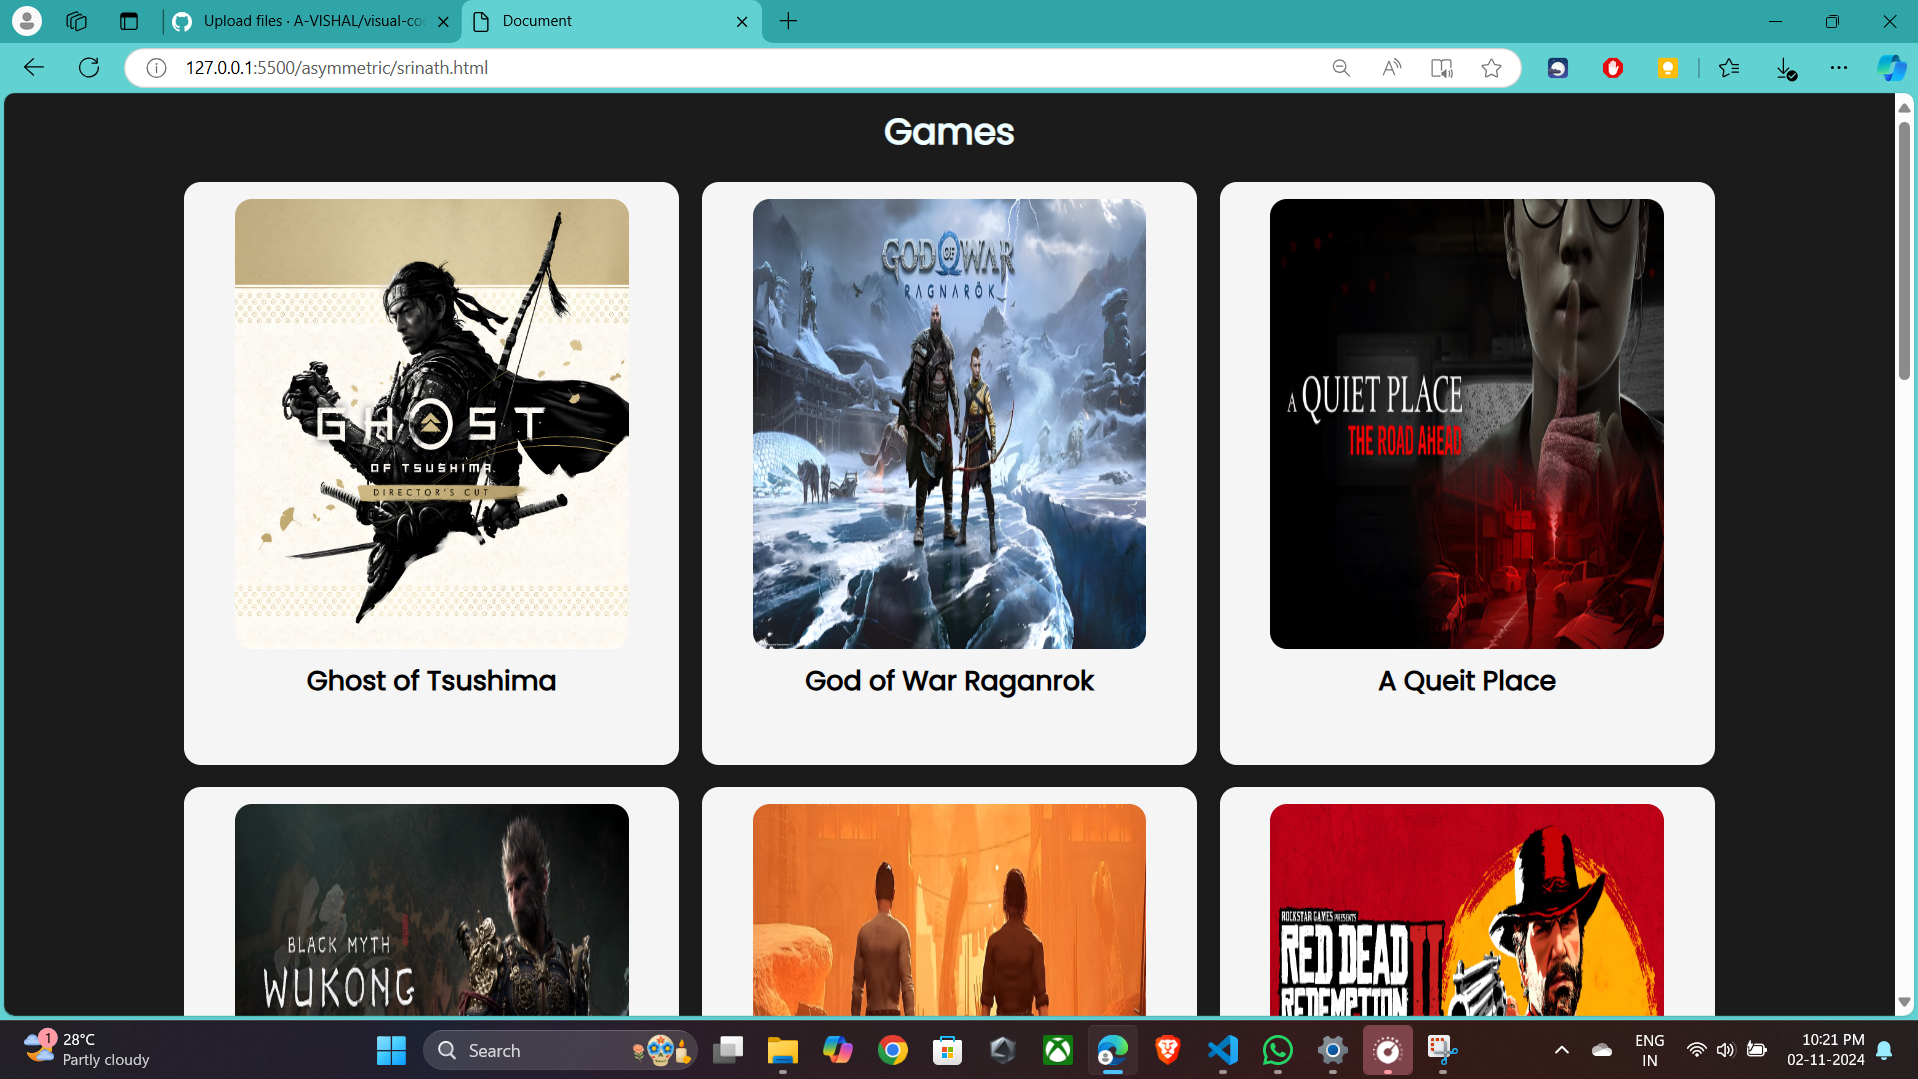 Upload files · A-VISHAL/visual-co
Document
127.0.0.1:5500/asymmetric/srinath.html
Games
GOD OF WAR
RAGNARÖK
A QUIET PLACE
THE ROAD AHEAD
GHOST
OF TSUSHIMA
DIRECTOR'S CUT
Ghost of Tsushima
God of War Raganrok
A Queit Place
BLACK MYTH
WUKONG
ROCKSTAR GAMES PRESENTS
RED DEAD
REDEMPTION II
1
28°C
Partly cloudy
Search
ENG
IN
10:21 PM
02-11-2024